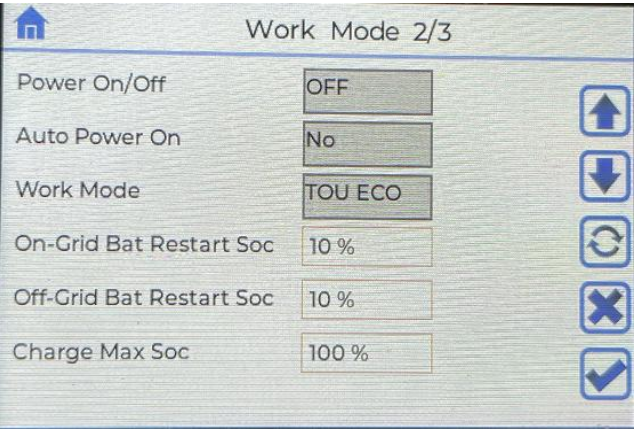 Work Mode 2/3
Power On/Off OFF
Auto Power On No
Work Mode TOU ECO
On-Grid Bat Restart Soc 10 %
Off-Grid Bat Restart Soc 10 %
Charge Max Soc 100 %